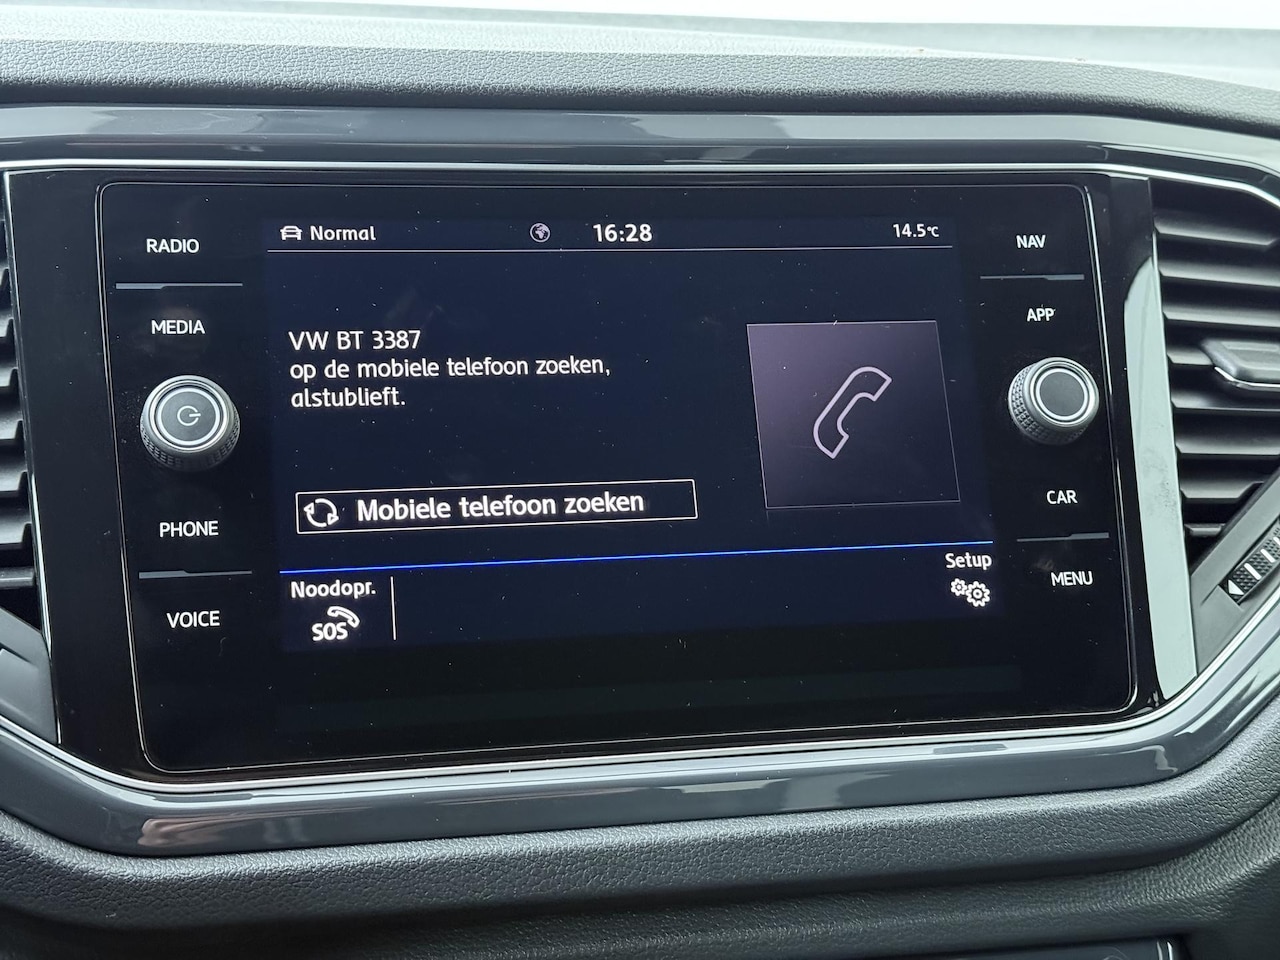 RADIO
MEDIA
PHONE
VOICE
Normal
16:28
14.5°C
VW BT 3387
op de mobiele telefoon zoeken,
alstublieft.
Mobiele telefoon zoeken
Noodopr.
SOS
Setup
NAV
APP
CAR
MENU